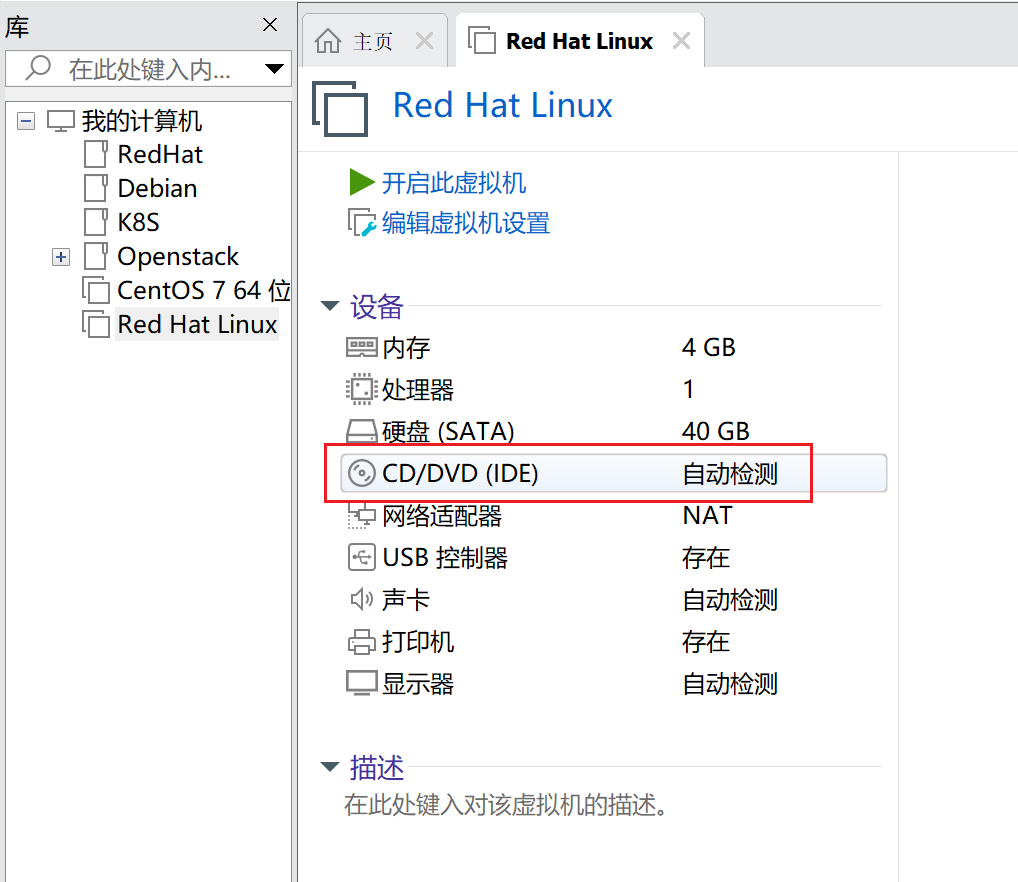 库
在此处键入内...
我的计算机
RedHat
Debian
K8S
Openstack
CentOS 7 64 位
Red Hat Linux
主页
Red Hat Linux
Red Hat Linux
开启此虚拟机
编辑虚拟机设置
设备
内存 4 GB
处理器 1
硬盘 (SATA) 40 GB
CD/DVD (IDE) 自动检测
网络适配器 NAT
USB 控制器 存在
声卡 自动检测
打印机 存在
显示器 自动检测
描述
在此处键入对该虚拟机的描述。